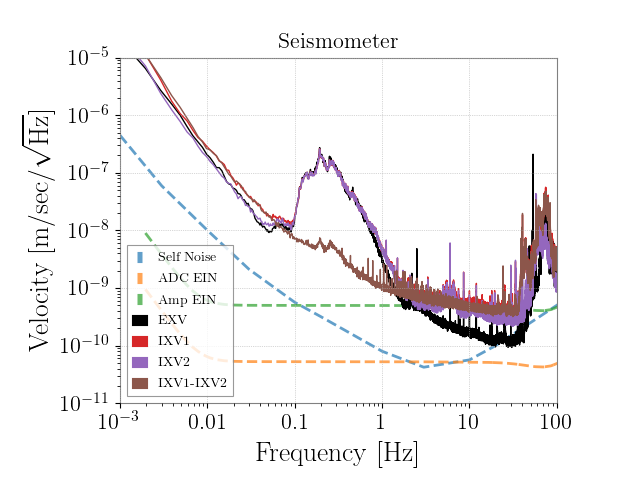 Seismometer
Velocity [m/sec/√Hz]
10^-5
10^-6
10^-7
10^-8
10^-9
10^-10
10^-11
Self Noise
ADC EIN
Amp EIN
EXV
IXV1
IXV2
IXV1-IXV2
10^-3 0.01 0.1 1 10 100
Frequency [Hz]